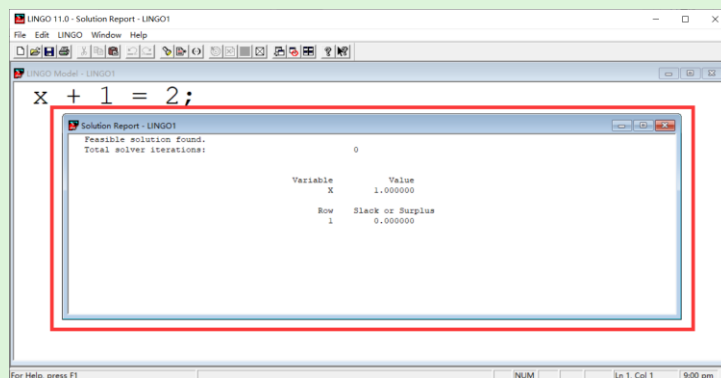 LINGO 11.0 - Solution Report - LINGO1
File Edit LINGO Window Help
LINGO Model - LINGO1
x + 1 = 2;
Solution Report - LINGO1
Feasible solution found.
Total solver iterations: 0
Variable Value
X 1.000000
Row Slack or Surplus
1 0.000000
For Help, press F1 NUM Ln 1, Col 1 9:00 pm